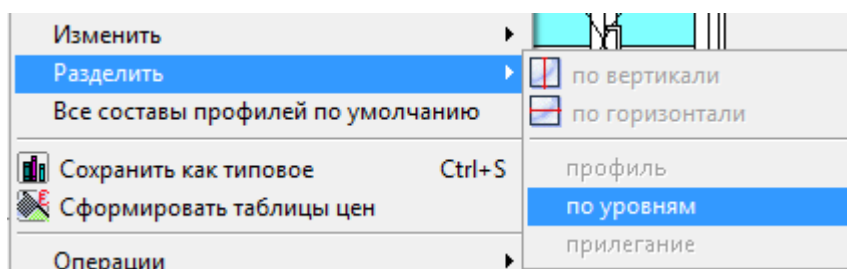 Изменить
Разделить
Все составы профилей по умолчанию
Сохранить как типовое Ctrl+S
Сформировать таблицы цен
Операции
по вертикали
по горизонтали
профиль
по уровням
прилегание